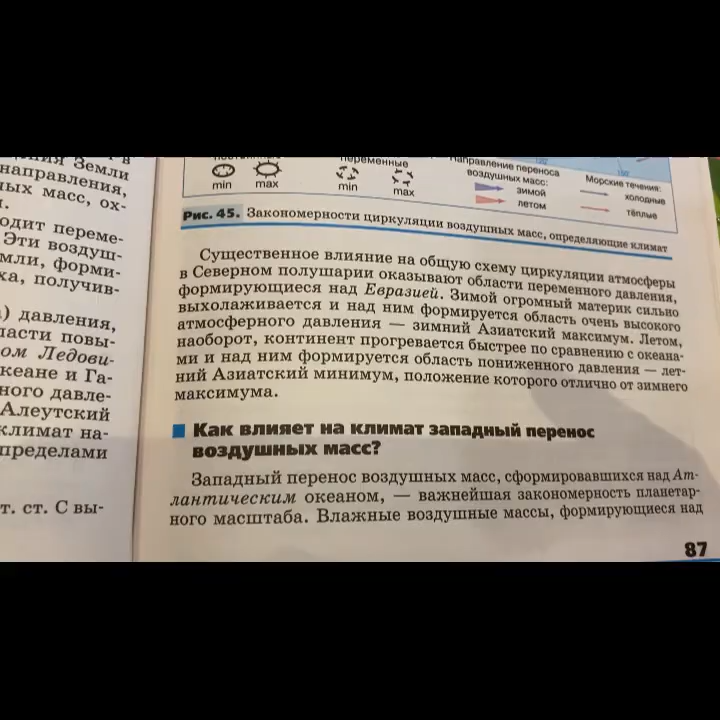 ения Земли
направления,
ных масс, ох-
одит переме-
Эти воздуш-
мли, форми-
ха, получив-
) давления,
ласти повы-
ом Ледови-
кеане и Га-
ного давле-
Алеутский
климат на-
пределами
т. ст. С вы-
переменные
min max min max
Направление переноса
воздушных масс:
зимой
летом
Морские течения:
холодные
тёплые
Рис. 45. Закономерности циркуляции воздушных масс, определяющие климат
Существенное влияние на общую схему циркуляции атмосферы
в Северном полушарии оказывают области переменного давления,
формирующиеся над Евразией. Зимой огромный материк сильно
выхолаживается и над ним формируется область очень высокого
атмосферного давления — зимний Азиатский максимум. Летом,
наоборот, континент прогревается быстрее по сравнению с океана-
ми и над ним формируется область пониженного давления — лет-
ний Азиатский минимум, положение которого отлично от зимнего
максимума.
Как влияет на климат западный перенос
воздушных масс?
Западный перенос воздушных масс, сформировавшихся над Ат-
лантическим океаном, — важнейшая закономерность планетар-
ного масштаба. Влажные воздушные массы, формирующиеся над
87